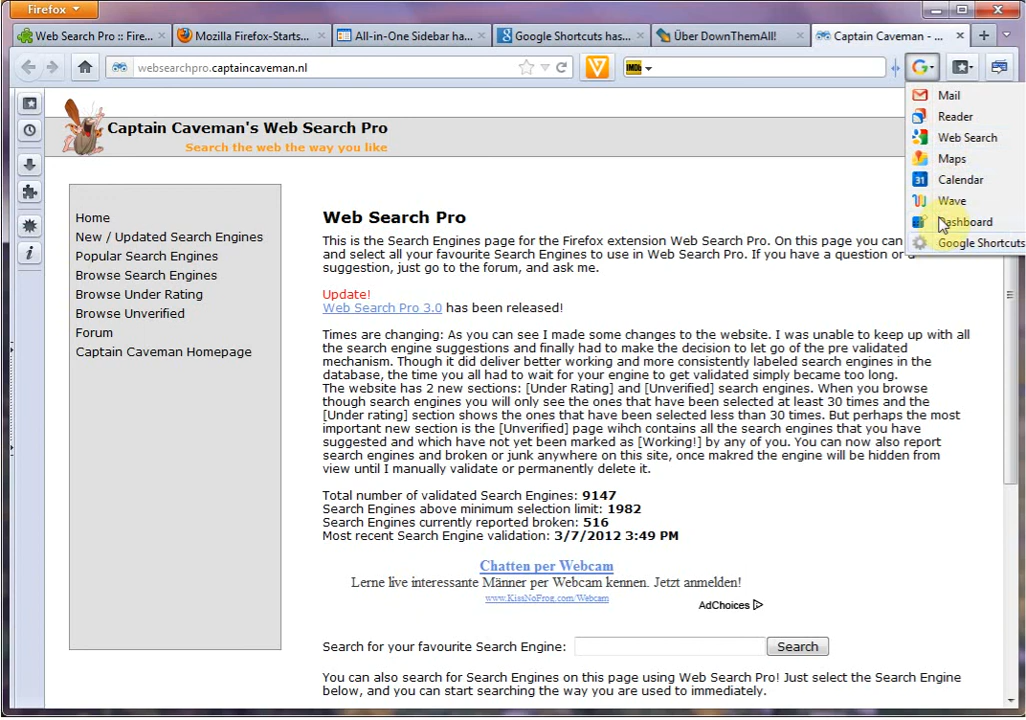 Firefox
Web Search Pro :: Fire...
Mozilla Firefox-Starts...
All-in-One Sidebar ha...
Google Shortcuts has...
Über DownThemAll!
Captain Caveman - ...
websearchpro.captaincaveman.nl
IMDb
Mail
Reader
Web Search
Maps
31 Calendar
Wave
Dashboard
Google Shortcuts
Captain Caveman's Web Search Pro
Search the web the way you like
Home
New / Updated Search Engines
Popular Search Engines
Browse Search Engines
Browse Under Rating
Browse Unverified
Forum
Captain Caveman Homepage
Web Search Pro
This is the Search Engines page for the Firefox extension Web Search Pro. On this page you can
and select all your favourite Search Engines to use in Web Search Pro. If you have a question or a
suggestion, just go to the forum, and ask me.
Update!
Web Search Pro 3.0 has been released!
Times are changing: As you can see I made some changes to the website. I was unable to keep up with all
the search engine suggestions and finally had to make the decision to let go of the pre validated
mechanism. Though it did deliver better working and more consistently labeled search engines in the
database, the time you all had to wait for your engine to get validated simply became too long.
The website has 2 new sections: [Under Rating] and [Unverified] search engines. When you browse
though search engines you will only see the ones that have been selected at least 30 times and the
[Under rating] section shows the ones that have been selected less than 30 times. But perhaps the most
important new section is the [Unverified] page wihch contains all the search engines that you have
suggested and which have not yet been marked as [Working!] by any of you. You can now also report
search engines and broken or junk anywhere on this site, once makred the engine will be hidden from
view until I manually validate or permanently delete it.
Total number of validated Search Engines: 9147
Search Engines above minimum selection limit: 1982
Search Engines currently reported broken: 516
Most recent Search Engine validation: 3/7/2012 3:49 PM
Chatten per Webcam
Lerne live interessante Männer per Webcam kennen. Jetzt anmelden!
www.KissNoFrog.com/Webcam
AdChoices
Search for your favourite Search Engine:
Search
You can also search for Search Engines on this page using Web Search Pro! Just select the Search Engine
below, and you can start searching the way you are used to immediately.